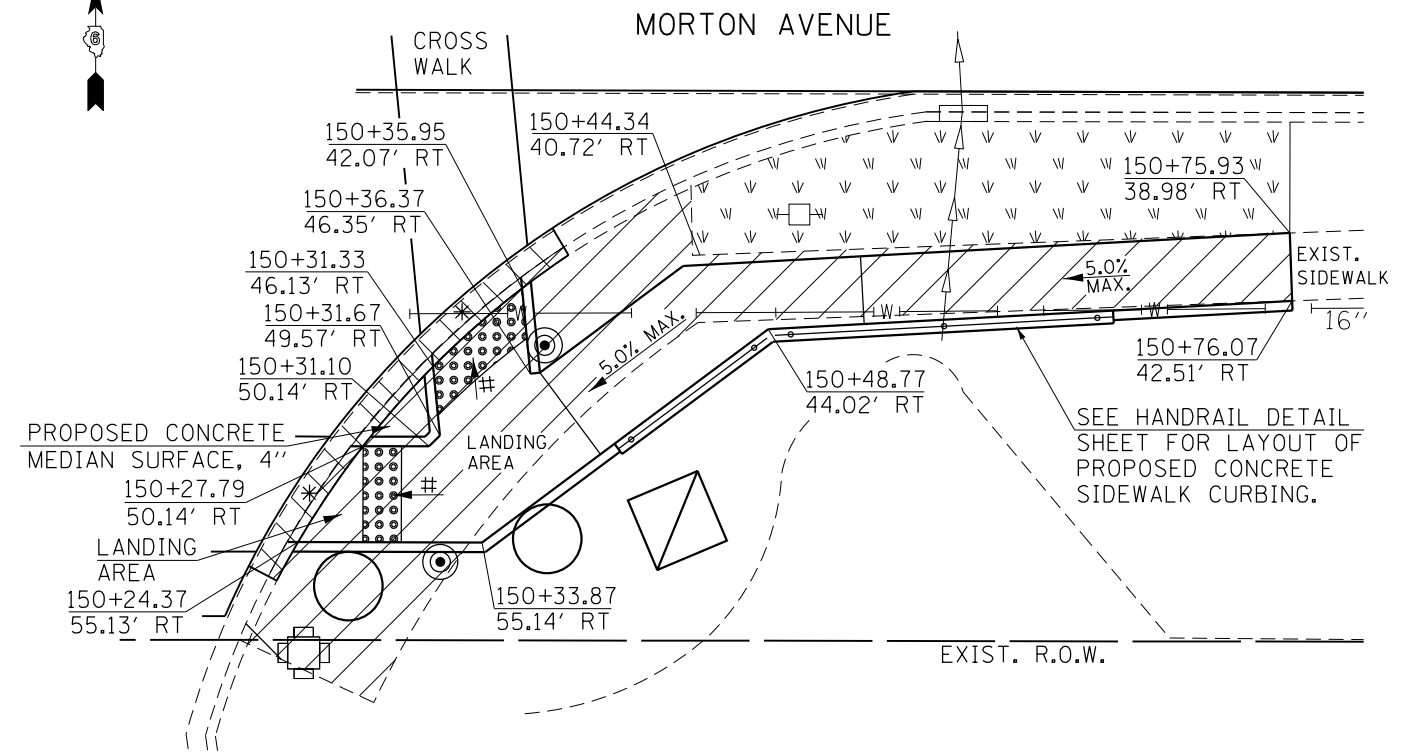 MORTON AVENUE
6
CROSS
WALK
150+35.95
42.07' RT
150+44.34
40.72' RT
150+75.93
38.98' RT
150+36.37
46.35' RT
150+31.33
46.13' RT
150+31.67
49.57' RT
150+31.10
50.14' RT
PROPOSED CONCRETE
MEDIAN SURFACE, 4"
150+27.79
50.14' RT
LANDING
AREA
150+24.37
55.13' RT
*
W
#
*
#
LANDING
AREA
5.0% MAX.
5.0%
MAX.
W
W
EXIST.
SIDEWALK
16"
150+76.07
42.51' RT
150+48.77
44.02' RT
SEE HANDRAIL DETAIL
SHEET FOR LAYOUT OF
PROPOSED CONCRETE
SIDEWALK CURBING.
150+33.87
55.14' RT
EXIST. R.O.W.